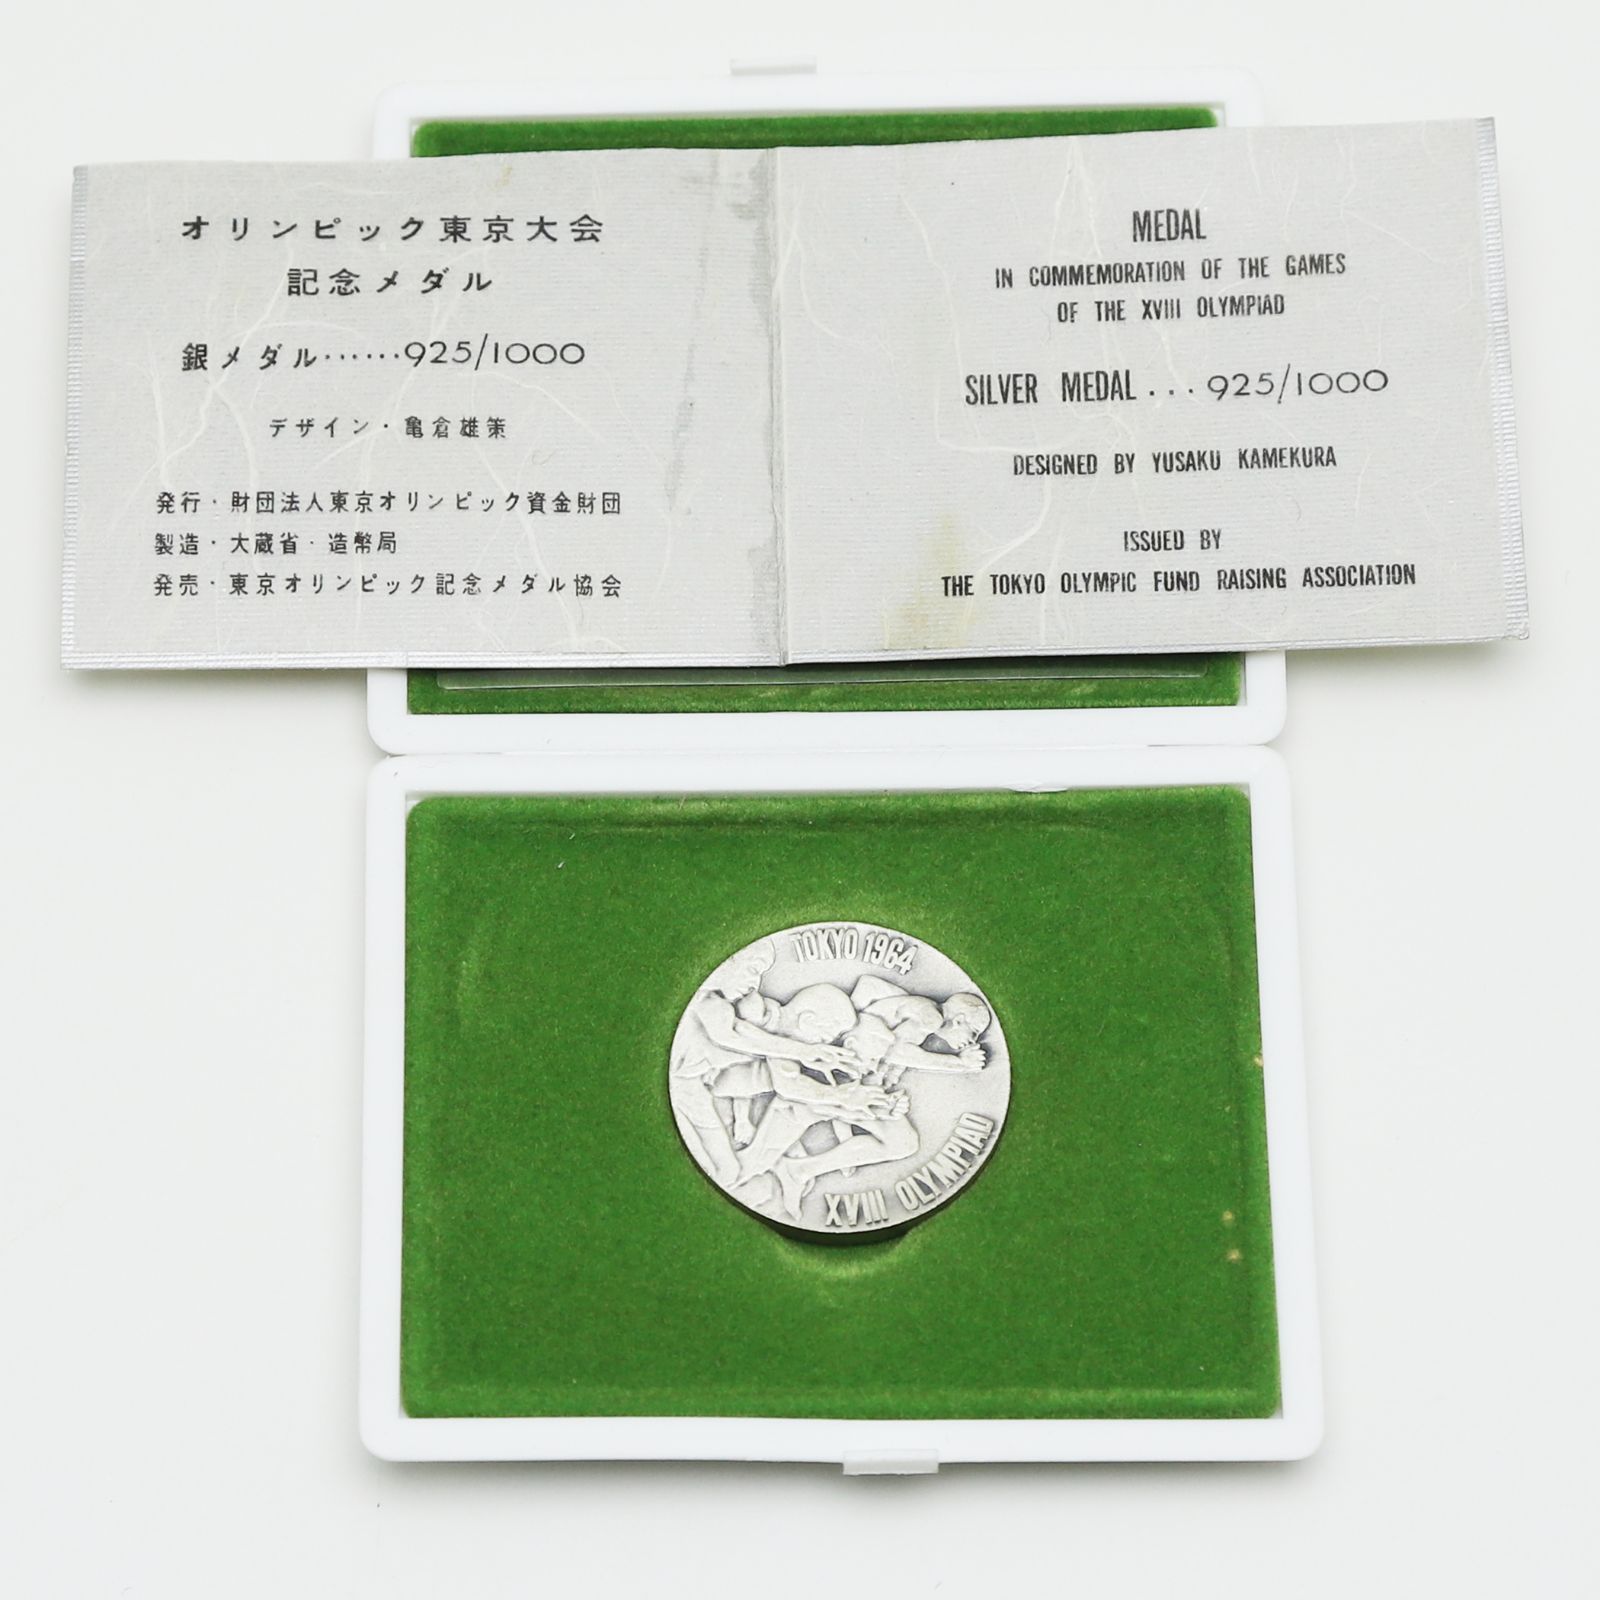 オリンピック東京大会
記念メダル
銀メダル······925/1000
デザイン・亀倉雄策
発行・財団法人東京オリンピック資金財団
製造・大蔵省・造幣局
発売・東京オリンピック記念メダル協会
MEDAL
IN COMMEMORATION OF THE GAMES
OF THE XVIII OLYMPIAD
SILVER MEDAL...925/1000
DESIGNED BY YUSAKU KAMEKURA
ISSUED BY
THE TOKYO OLYMPIC FUND RAISING ASSOCIATION
TOKYO 1964
XVIII OLYMPIAD